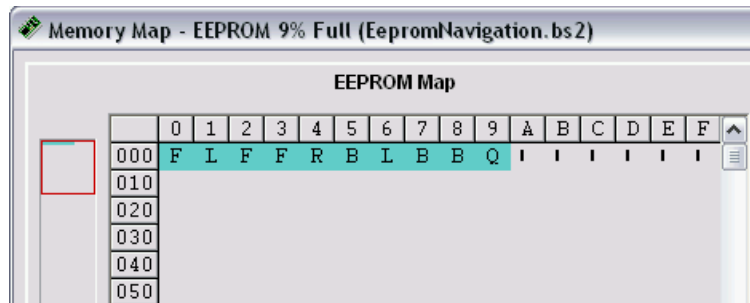 Memory Map - EEPROM 9% Full (EepromNavigation.bs2)
EEPROM Map
0 1 2 3 4 5 6 7 8 9 A B C D E F
000 F L F F R B L B B Q
010
020
030
040
050